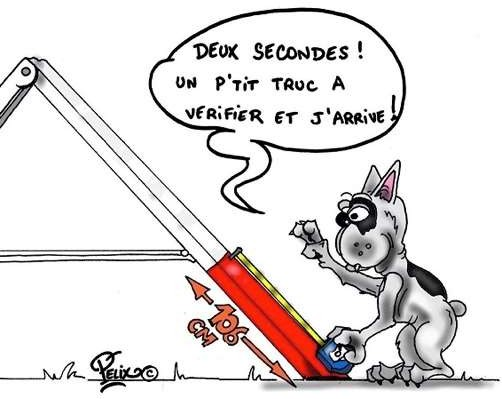 DEUX SECONDES !
UN P'TIT TRUC A
VERIFIER ET J'ARRIVE !
106
CM
PELIX ©